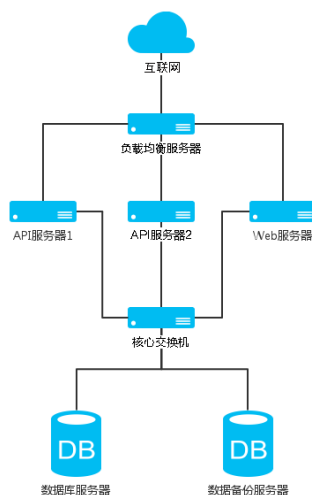 互联网
负载均衡服务器
API服务器1
API服务器2
Web服务器
核心交换机
DB
DB
数据库服务器
数据备份服务器